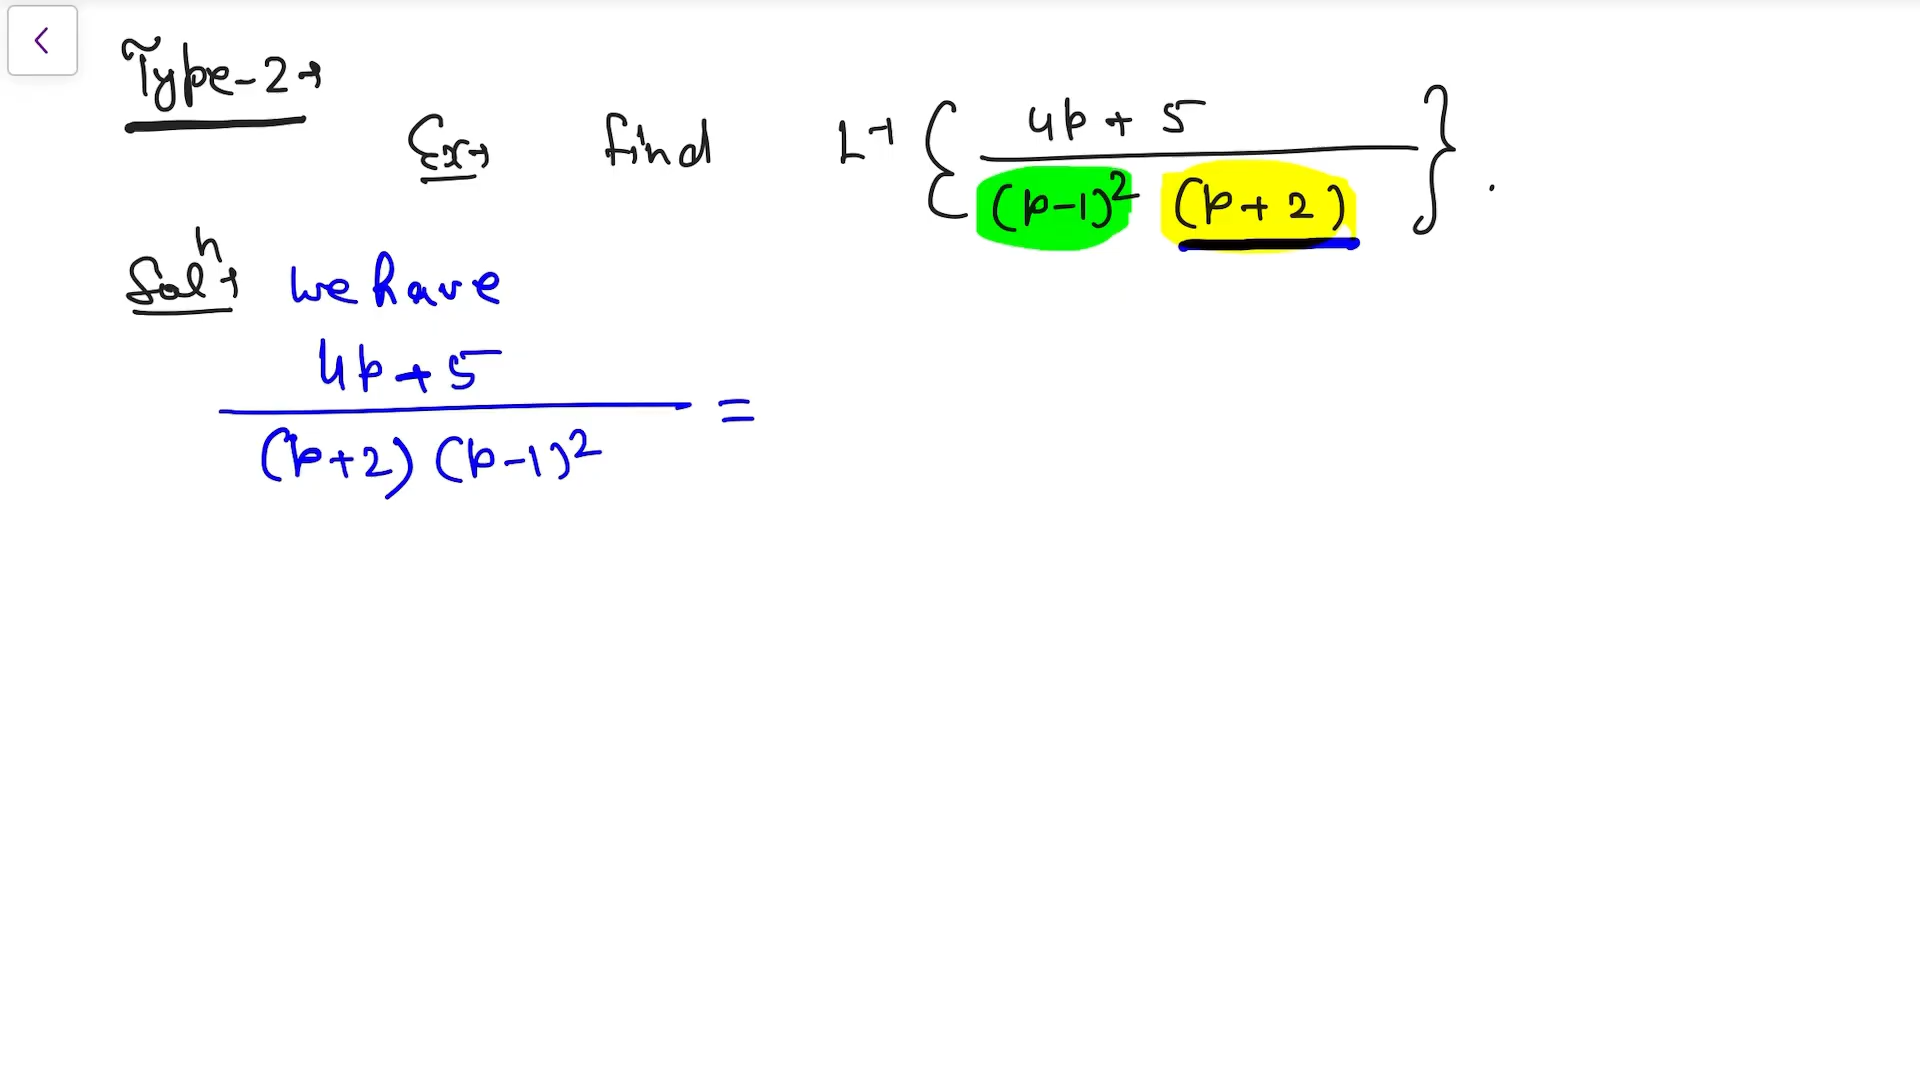 Type-2→
Ex→ find L⁻¹ { 4p + 5 / (p-1)² (p+2) } .
Solⁿ→ we have
4p + 5 / (p+2) (p-1)² =